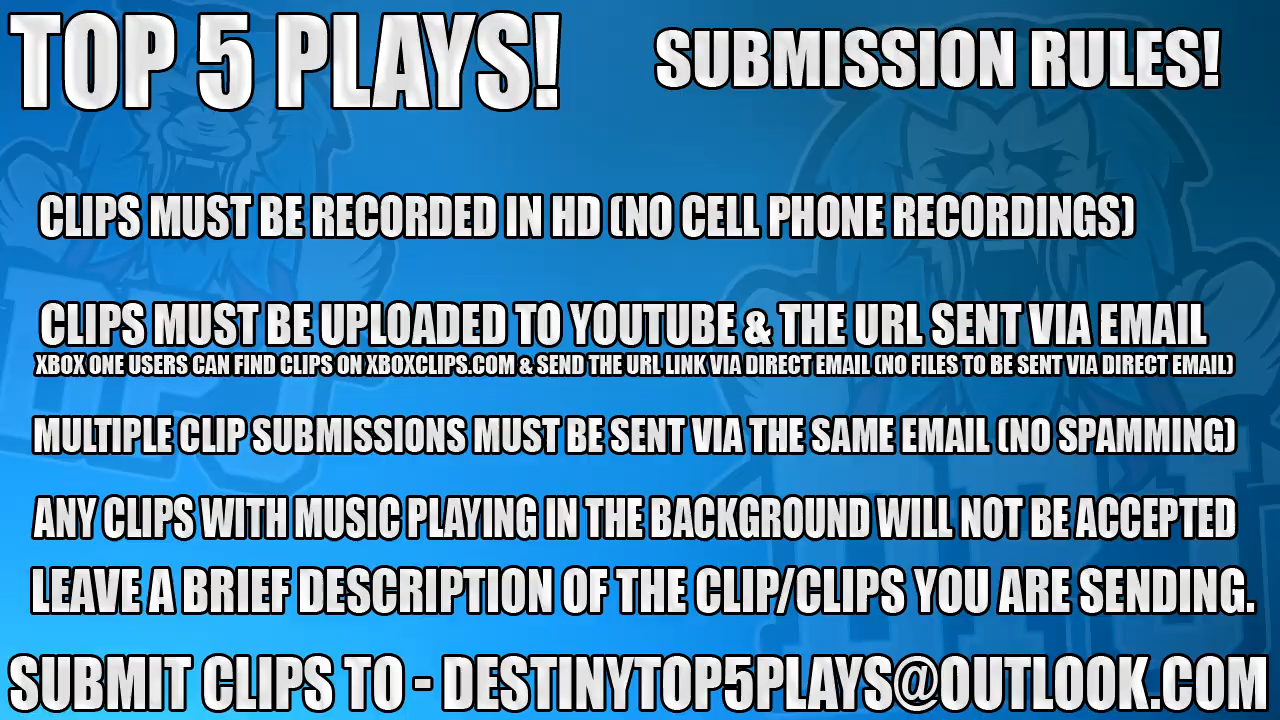 TOP 5 PLAYS!
SUBMISSION RULES!
CLIPS MUST BE RECORDED IN HD (NO CELL PHONE RECORDINGS)
CLIPS MUST BE UPLOADED TO YOUTUBE & THE URL SENT VIA EMAIL
XBOX ONE USERS CAN FIND CLIPS ON XBOXCLIPS.COM & SEND THE URL LINK VIA DIRECT EMAIL (NO FILES TO BE SENT VIA DIRECT EMAIL)
MULTIPLE CLIP SUBMISSIONS MUST BE SENT VIA THE SAME EMAIL (NO SPAMMING)
ANY CLIPS WITH MUSIC PLAYING IN THE BACKGROUND WILL NOT BE ACCEPTED
LEAVE A BRIEF DESCRIPTION OF THE CLIP/CLIPS YOU ARE SENDING.
SUBMIT CLIPS TO - DESTINYTOP5PLAYS@OUTLOOK.COM